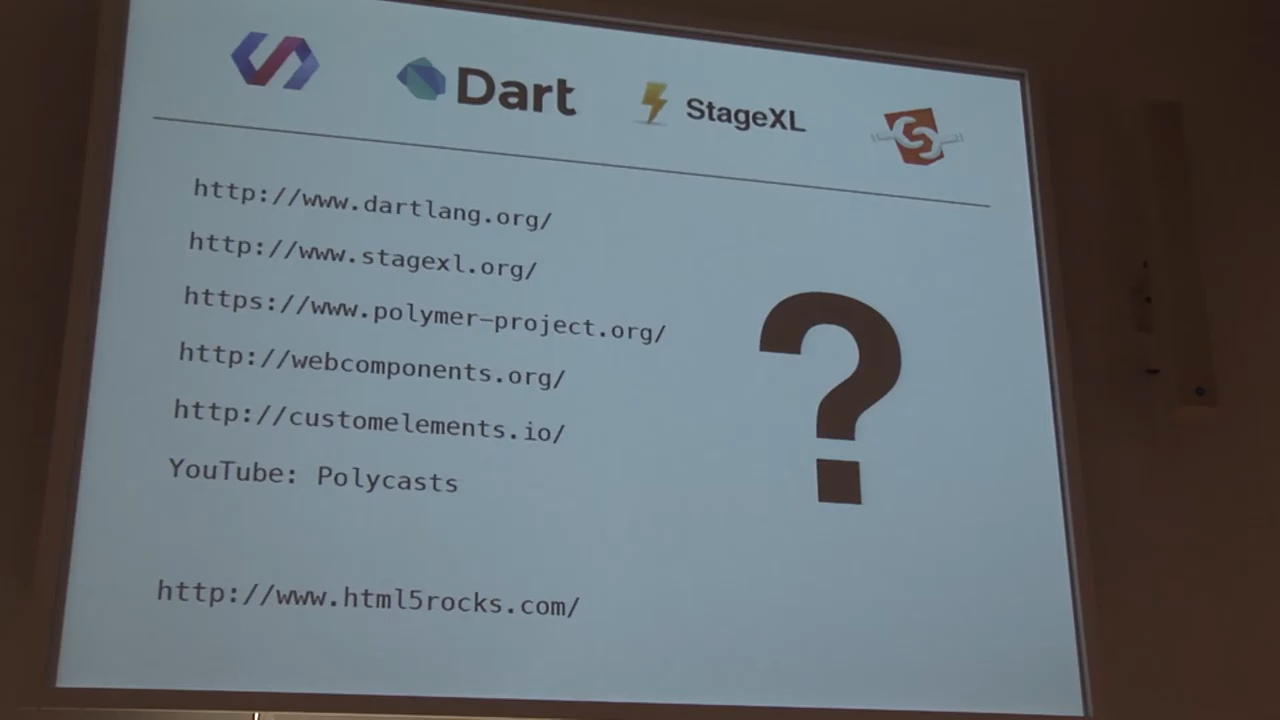 Dart StageXL
http://www.dartlang.org/
http://www.stagexl.org/
https://www.polymer-project.org/
http://webcomponents.org/
http://customelements.io/
YouTube: Polycasts
?
http://www.html5rocks.com/